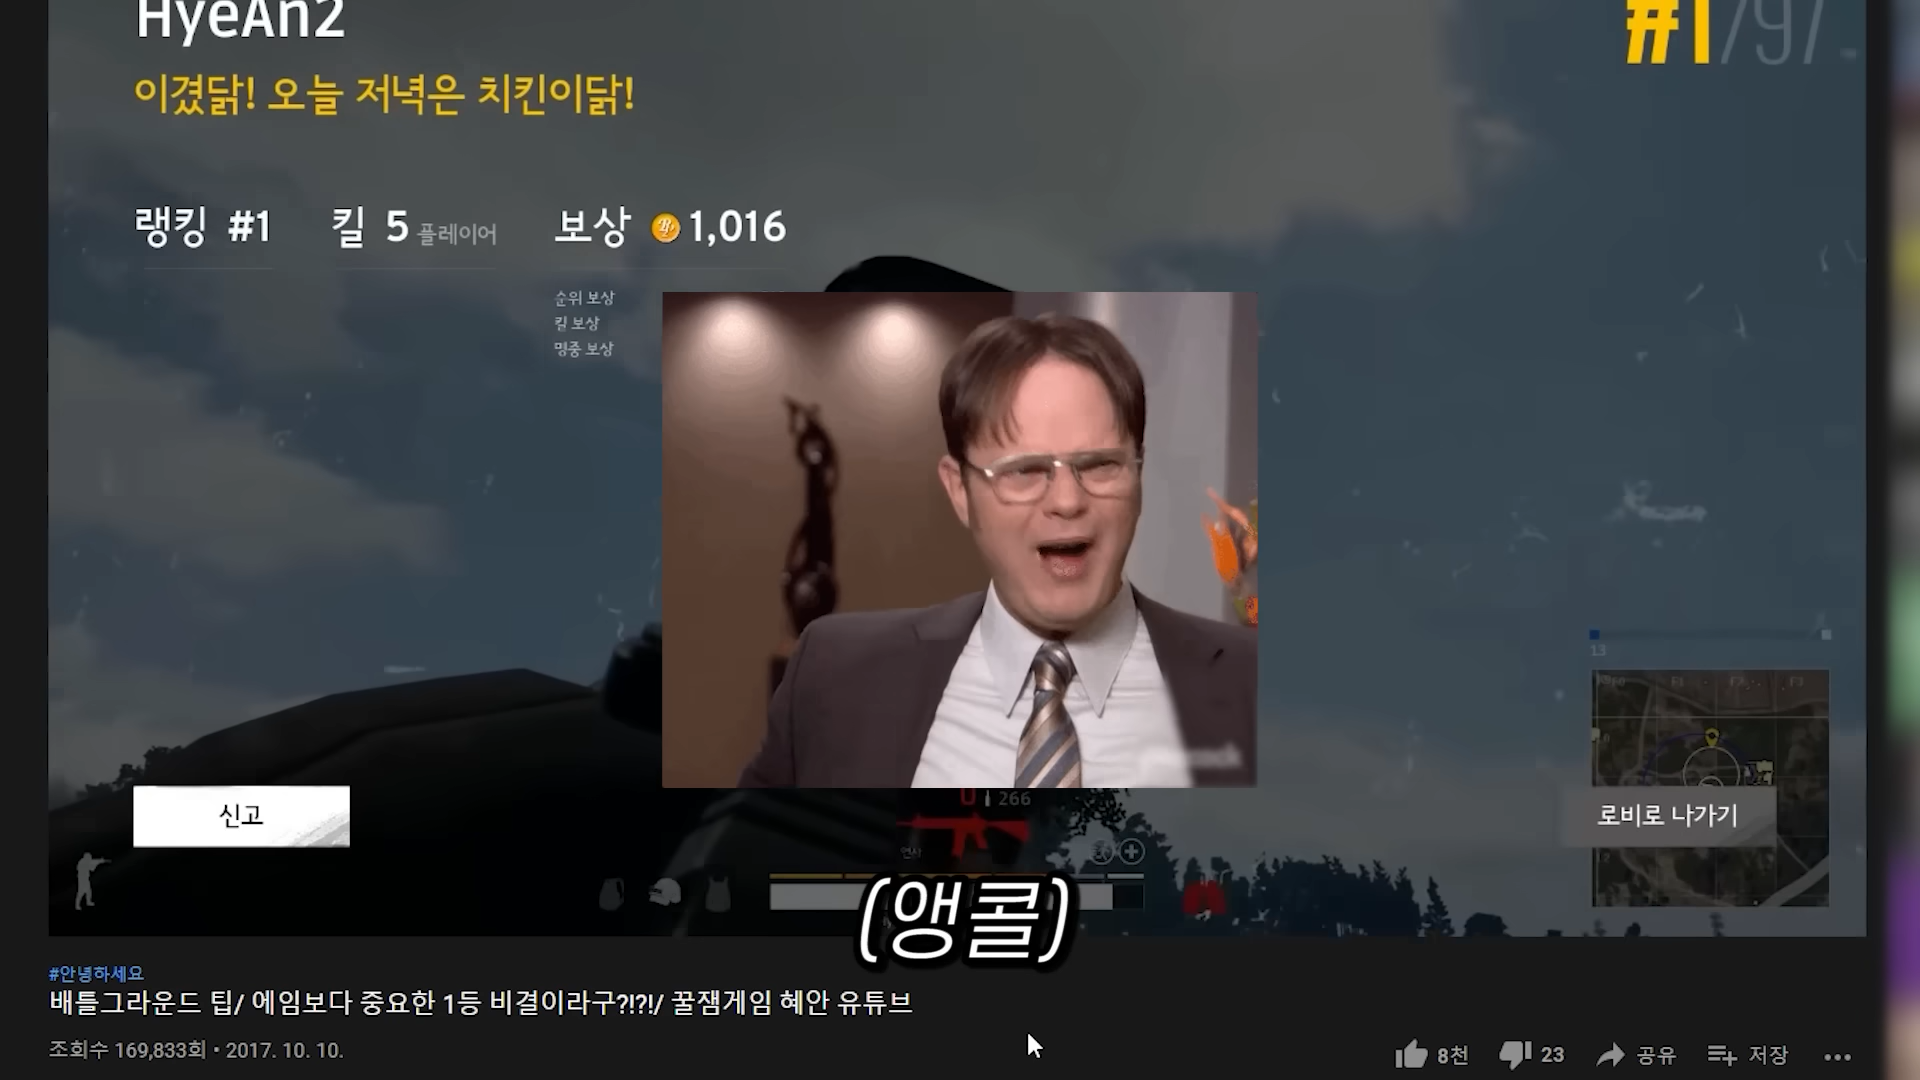 HyeAn2
#1/97
이겼닭! 오늘 저녁은 치킨이닭!
랭킹 #1 킬 5 플레이어 보상 1,016
순위 보상
킬 보상
명중 보상
13
266
연사
신고
로비로 나가기
(앵콜)
#안녕하세요
배틀그라운드 팁/ 에임보다 중요한 1등 비결이라구?!?!/ 꿀잼게임 혜안 유튜브
조회수 169,833회 • 2017. 10. 10.
8천 23 공유 저장